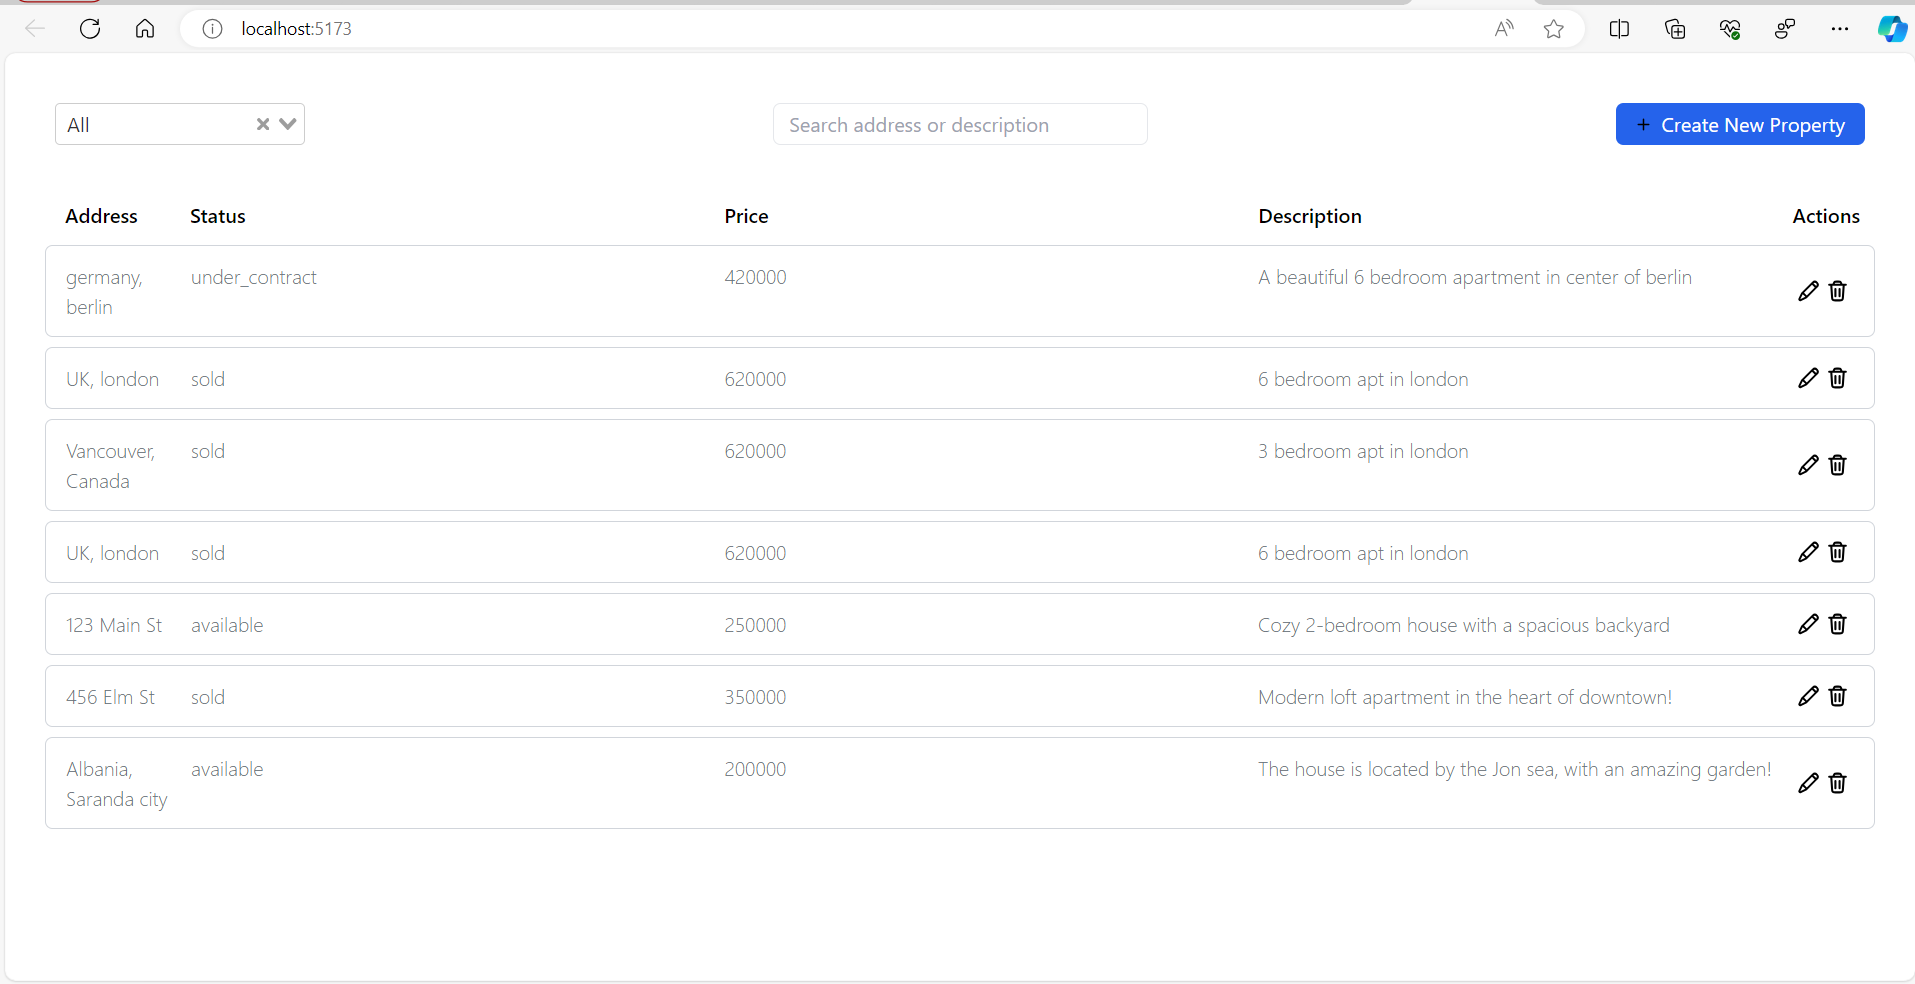 localhost:5173
All
Search address or description
+ Create New Property
Address Status Price Description Actions
germany, under_contract 420000 A beautiful 6 bedroom apartment in center of berlin
berlin
UK, london sold 620000 6 bedroom apt in london
Vancouver, sold 620000 3 bedroom apt in london
Canada
UK, london sold 620000 6 bedroom apt in london
123 Main St available 250000 Cozy 2-bedroom house with a spacious backyard
456 Elm St sold 350000 Modern loft apartment in the heart of downtown!
Albania, available 200000 The house is located by the Jon sea, with an amazing garden!
Saranda city